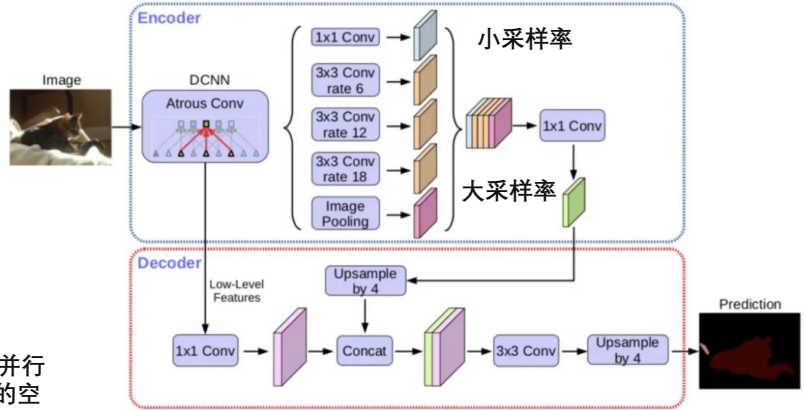 Encoder
Image
DCNN
Atrous Conv
1x1 Conv
3x3 Conv
rate 6
3x3 Conv
rate 12
3x3 Conv
rate 18
Image
Pooling
小采样率
大采样率
1x1 Conv
Decoder
Low-Level
Features
Upsample
by 4
1x1 Conv
Concat
3x3 Conv
Upsample
by 4
Prediction
并行
的空